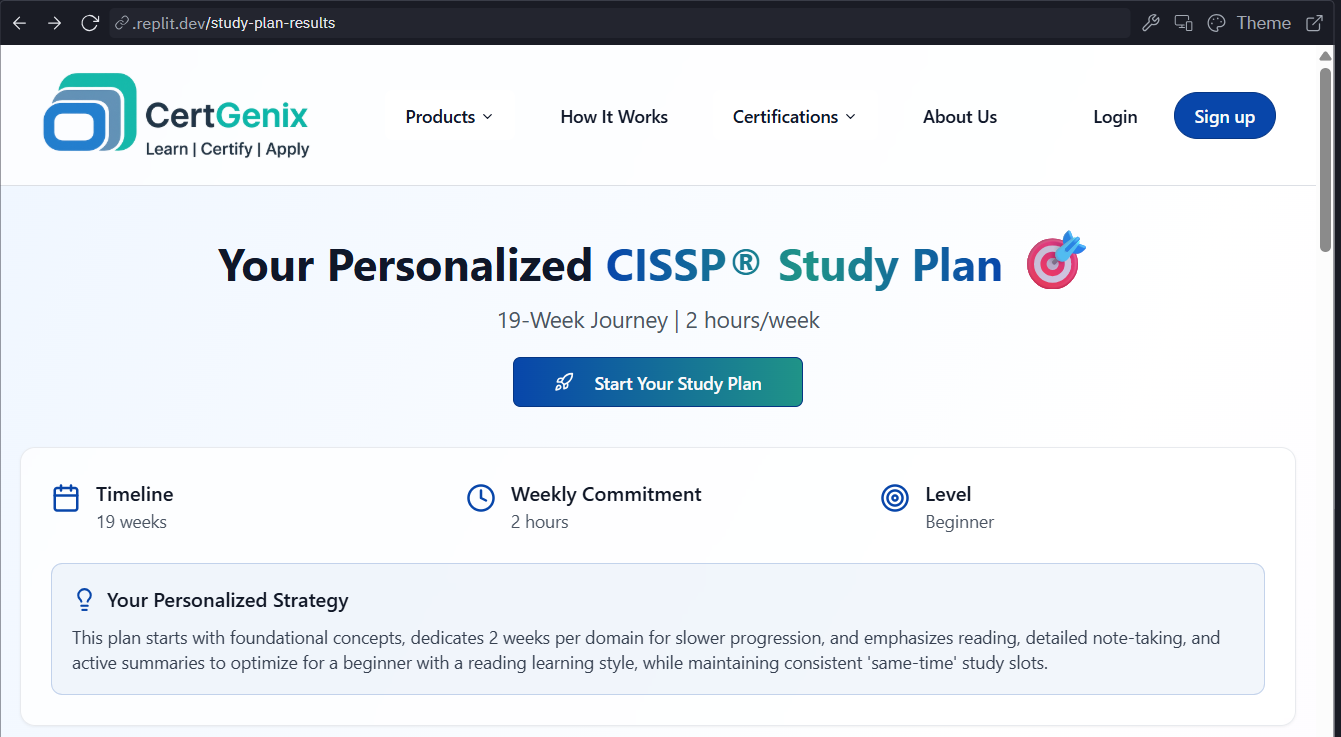 .replit.dev/study-plan-results
Theme
CertGenix
Learn | Certify | Apply
Products
How It Works
Certifications
About Us
Login
Sign up
Your Personalized CISSP® Study Plan
19-Week Journey | 2 hours/week
Start Your Study Plan
Timeline
19 weeks
Weekly Commitment
2 hours
Level
Beginner
Your Personalized Strategy
This plan starts with foundational concepts, dedicates 2 weeks per domain for slower progression, and emphasizes reading, detailed note-taking, and
active summaries to optimize for a beginner with a reading learning style, while maintaining consistent 'same-time' study slots.